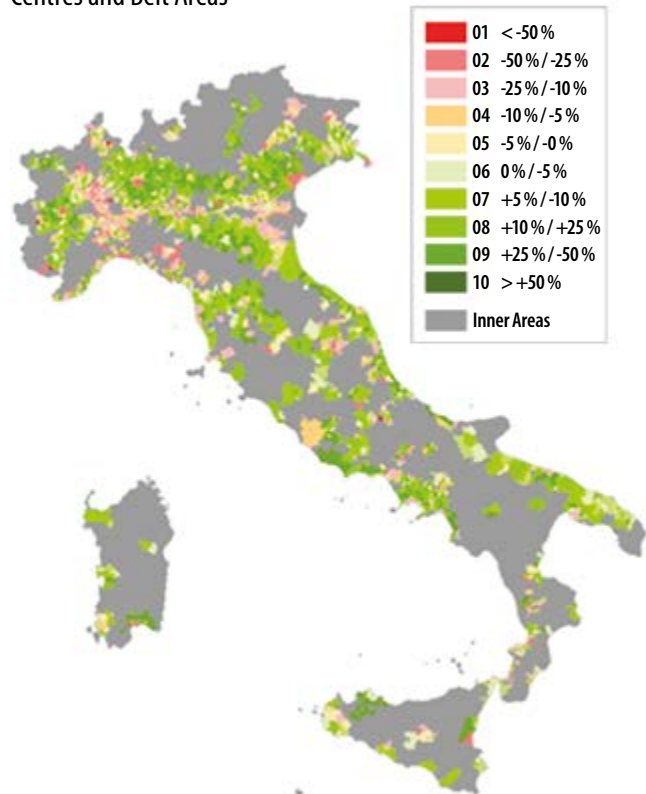 Centres and Belt Areas
01 < -50 %
02 -50 % / -25 %
03 -25 % / -10 %
04 -10 % / -5 %
05 -5 % / -0 %
06 0 % / -5 %
07 +5 % / -10 %
08 +10 % / +25 %
09 +25 % / -50 %
10 > +50 %
Inner Areas